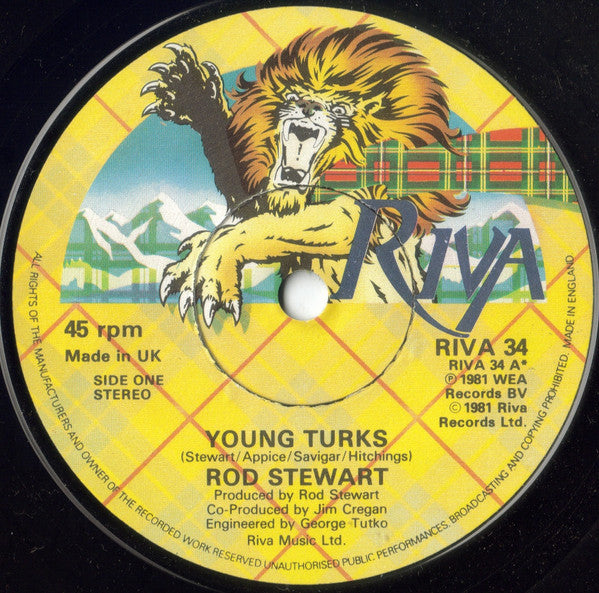 RIVA
45 rpm
Made in UK
SIDE ONE
STEREO
RIVA 34
RIVA 34 A*
℗ 1981 WEA
Records BV
© 1981 Riva
Records Ltd.
YOUNG TURKS
(Stewart/Appice/Savigar/Hitchings)
ROD STEWART
Produced by Rod Stewart
Co-Produced by Jim Cregan
Engineered by George Tutko
Riva Music Ltd.
ALL RIGHTS OF THE MANUFACTURERS AND OWNER OF THE RECORDED WORK RESERVED UNAUTHORISED PUBLIC PERFORMANCES, BROADCASTING AND COPYING PROHIBITED. MADE IN ENGLAND